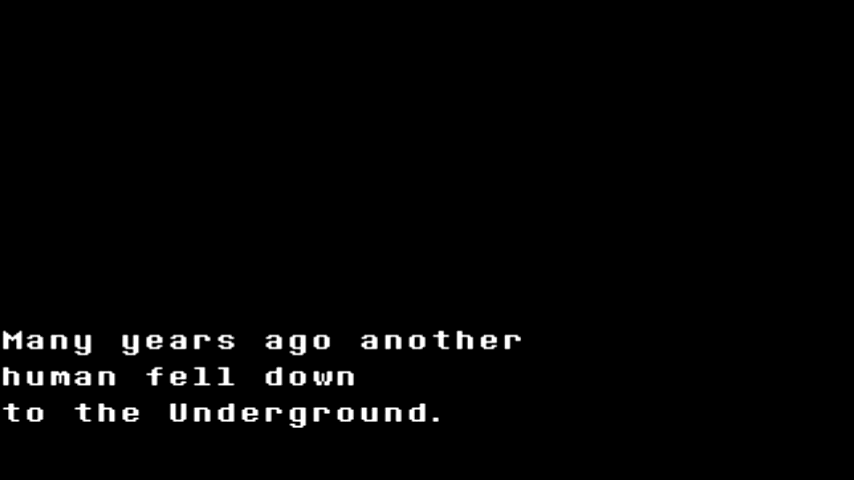 Many years ago another
human fell down
to the Underground.